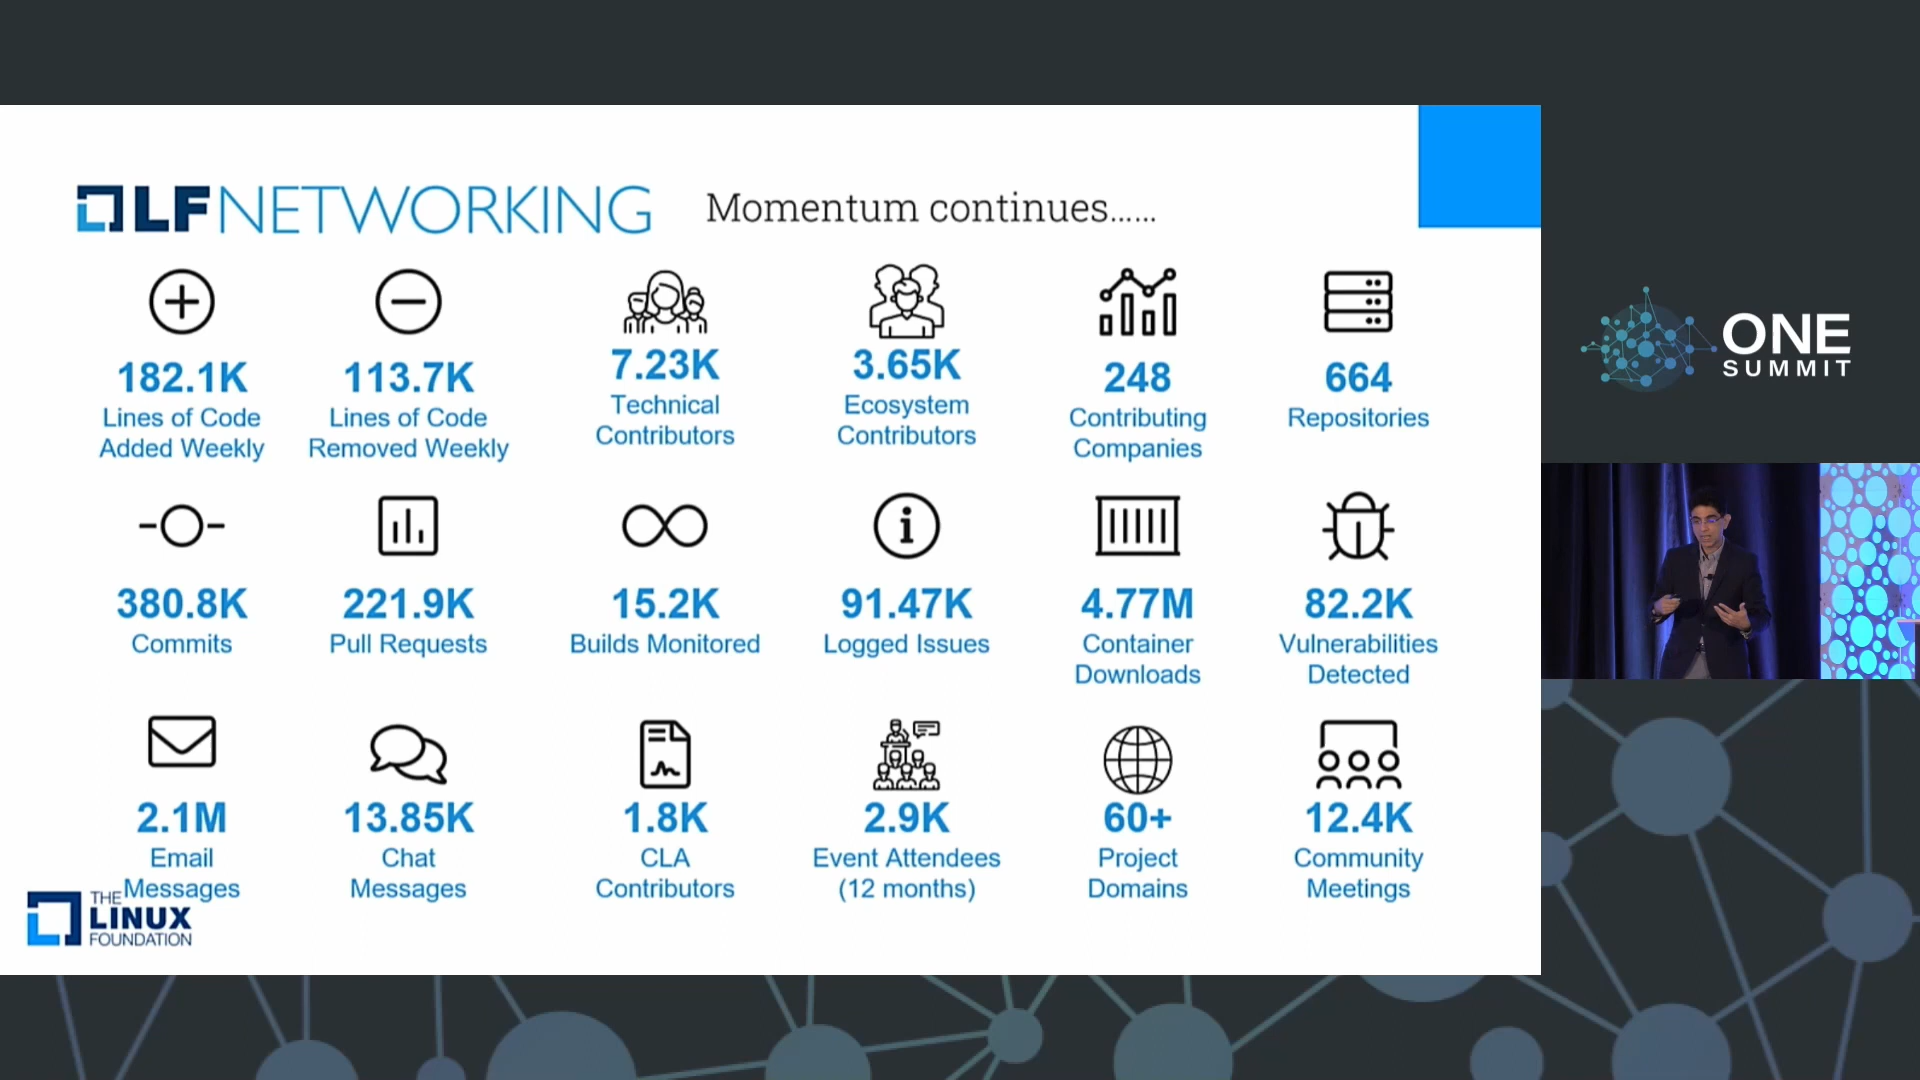 LFNETWORKING
Momentum continues......
182.1K
Lines of Code
Added Weekly
113.7K
Lines of Code
Removed Weekly
7.23K
Technical
Contributors
3.65K
Ecosystem
Contributors
248
Contributing
Companies
664
Repositories
380.8K
Commits
221.9K
Pull Requests
15.2K
Builds Monitored
91.47K
Logged Issues
4.77M
Container
Downloads
82.2K
Vulnerabilities
Detected
2.1M
Email
Messages
13.85K
Chat
Messages
1.8K
CLA
Contributors
2.9K
Event Attendees
(12 months)
60+
Project
Domains
12.4K
Community
Meetings
THE
LINUX
FOUNDATION
ONE
SUMMIT